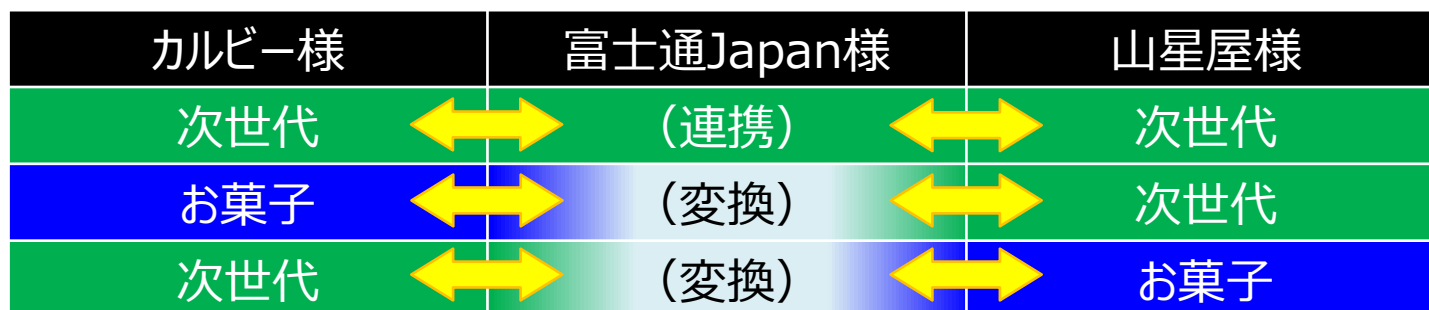 カルビー様 富士通Japan様 山星屋様
次世代 （連携） 次世代
お菓子 （変換） 次世代
次世代 （変換） お菓子